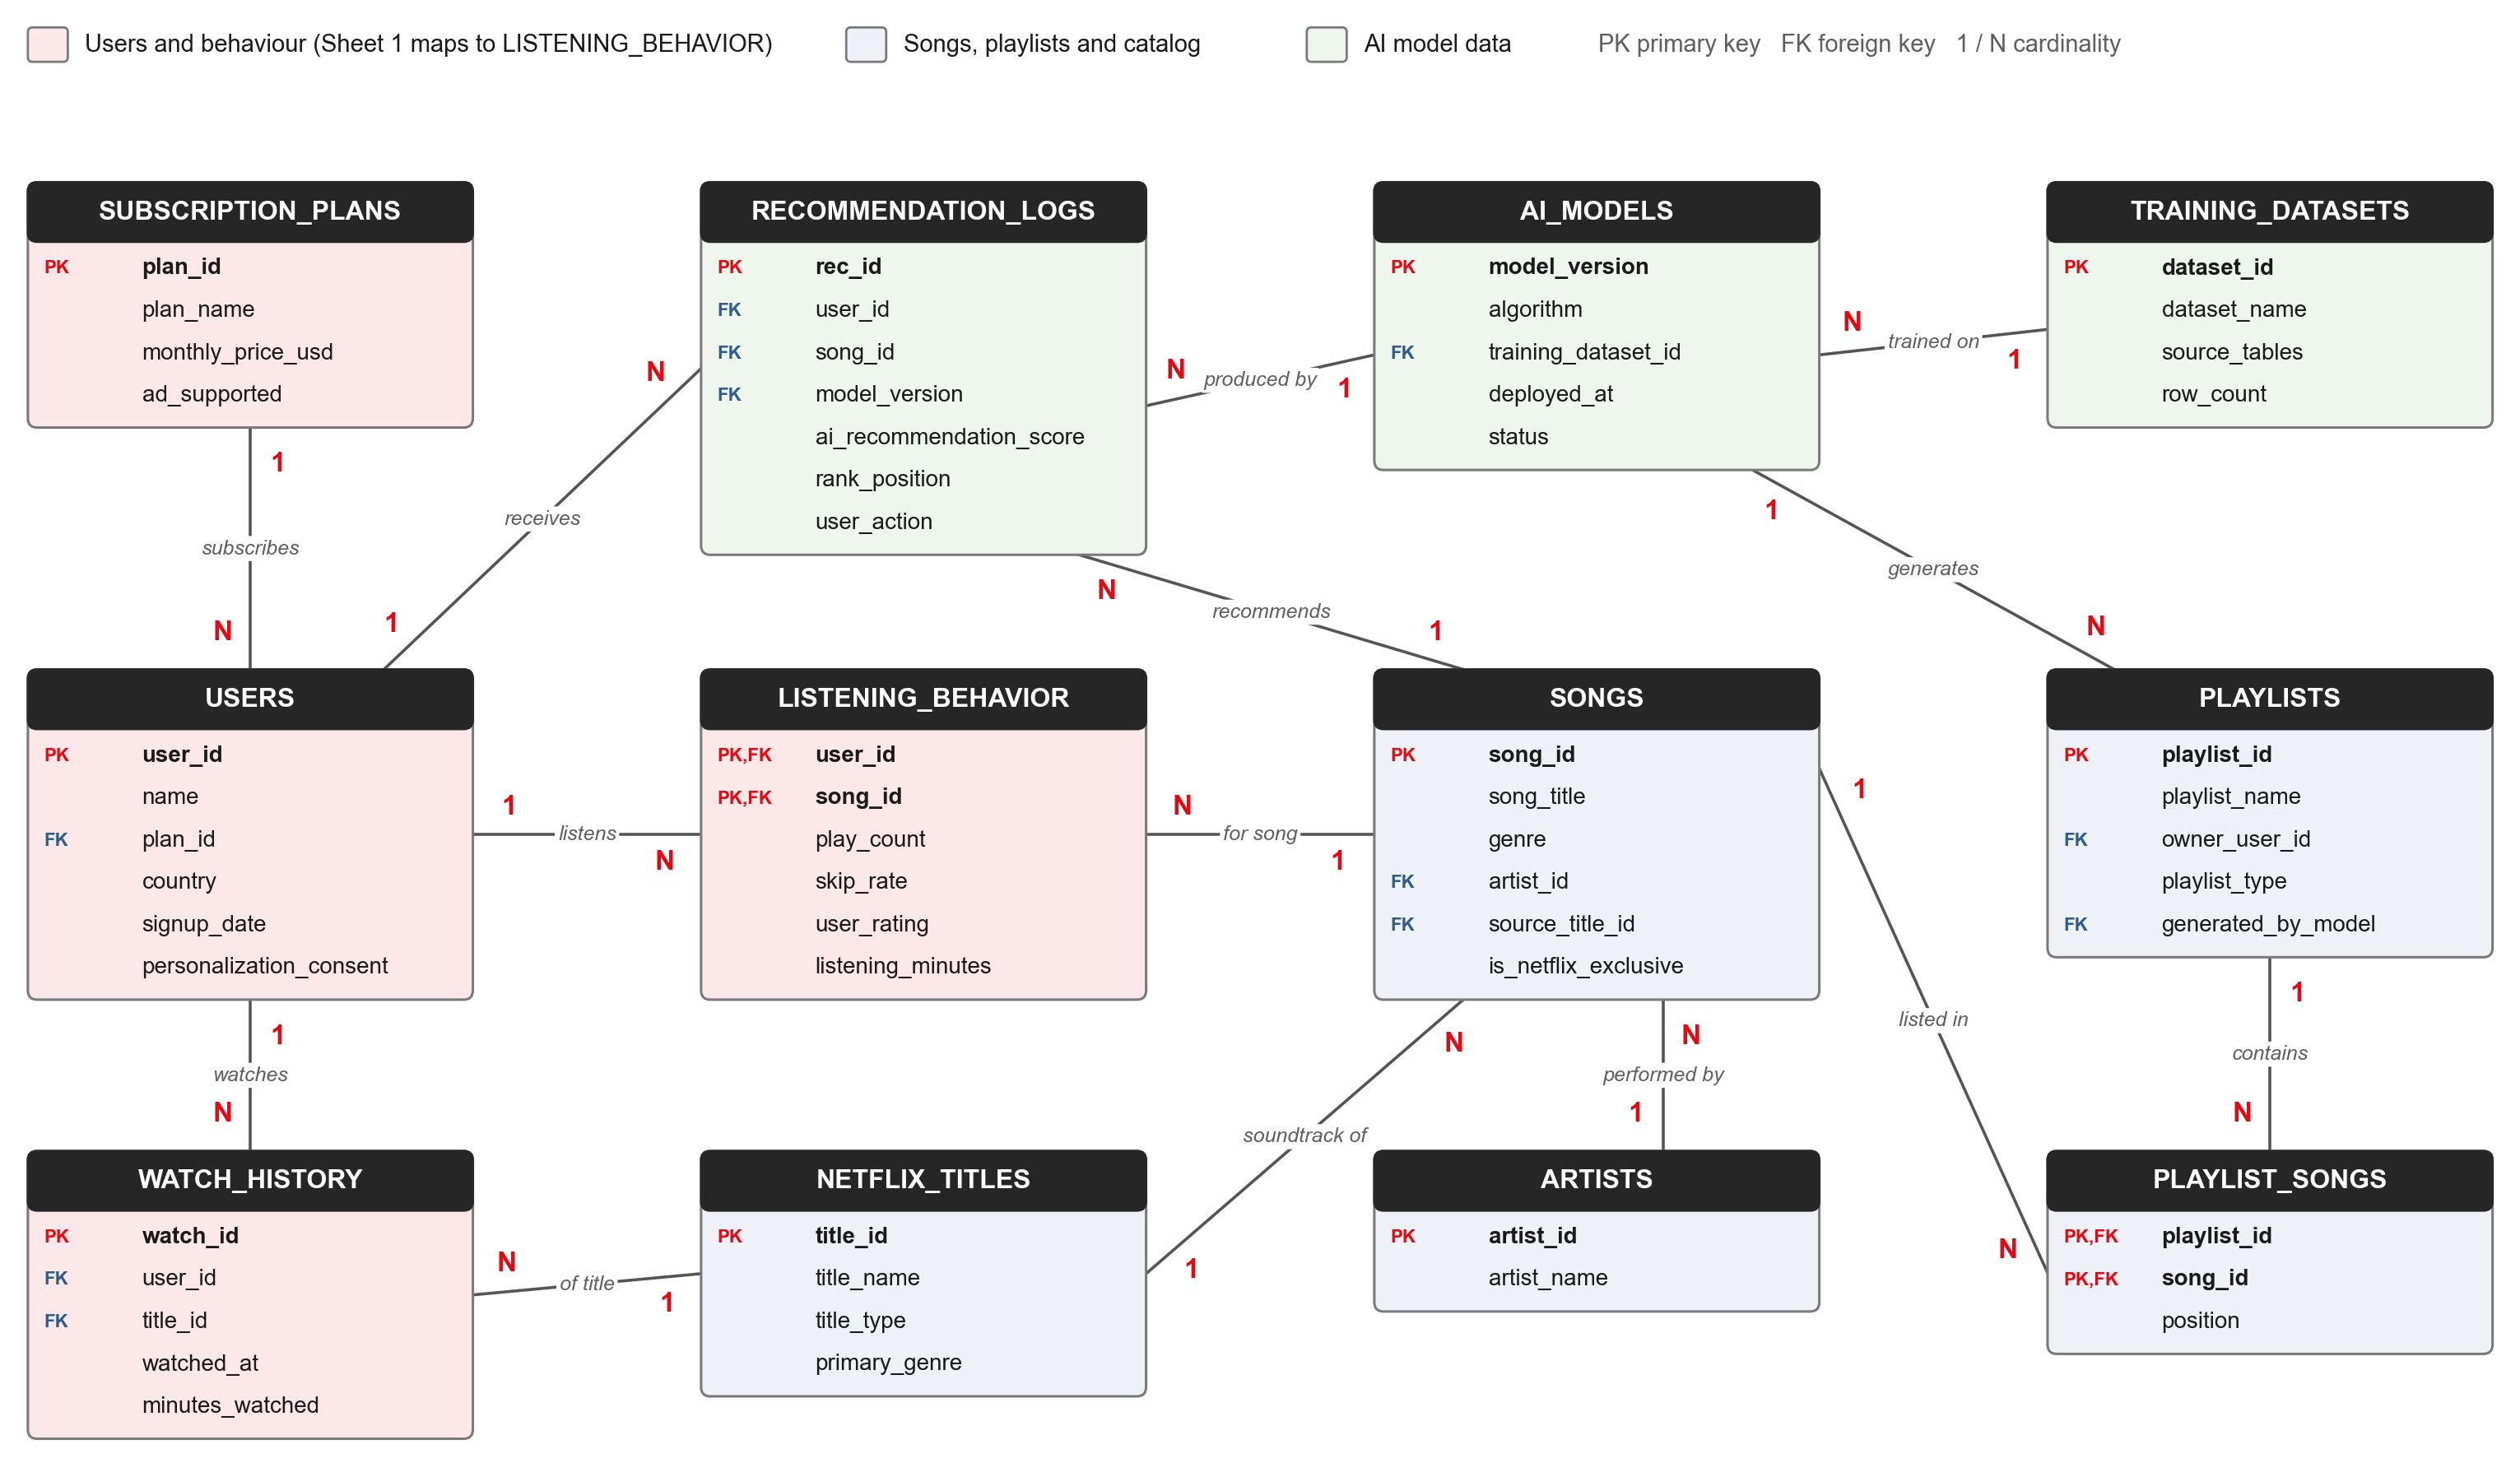 Users and behaviour (Sheet 1 maps to LISTENING_BEHAVIOR)
Songs, playlists and catalog
AI model data
PK primary key FK foreign key 1 / N cardinality
SUBSCRIPTION_PLANS
PK plan_id
plan_name
monthly_price_usd
ad_supported
RECOMMENDATION_LOGS
PK rec_id
FK user_id
FK song_id
FK model_version
ai_recommendation_score
rank_position
user_action
AI_MODELS
PK model_version
algorithm
FK training_dataset_id
deployed_at
status
TRAINING_DATASETS
PK dataset_id
dataset_name
source_tables
row_count
N
produced by
1
N
trained on
1
1
subscribes
N
N
receives
1
N
recommends
1
1
generates
N
USERS
PK user_id
name
FK plan_id
country
signup_date
personalization_consent
1
listens
N
LISTENING_BEHAVIOR
PK,FK user_id
PK,FK song_id
play_count
skip_rate
user_rating
listening_minutes
N
for song
1
SONGS
PK song_id
song_title
genre
FK artist_id
FK source_title_id
is_netflix_exclusive
PLAYLISTS
PK playlist_id
playlist_name
FK owner_user_id
playlist_type
FK generated_by_model
1
watches
N
N
soundtrack of
1
N
performed by
1
1
listed in
N
1
contains
N
WATCH_HISTORY
PK watch_id
FK user_id
FK title_id
watched_at
minutes_watched
N
of title
1
NETFLIX_TITLES
PK title_id
title_name
title_type
primary_genre
ARTISTS
PK artist_id
artist_name
PLAYLIST_SONGS
PK,FK playlist_id
PK,FK song_id
position